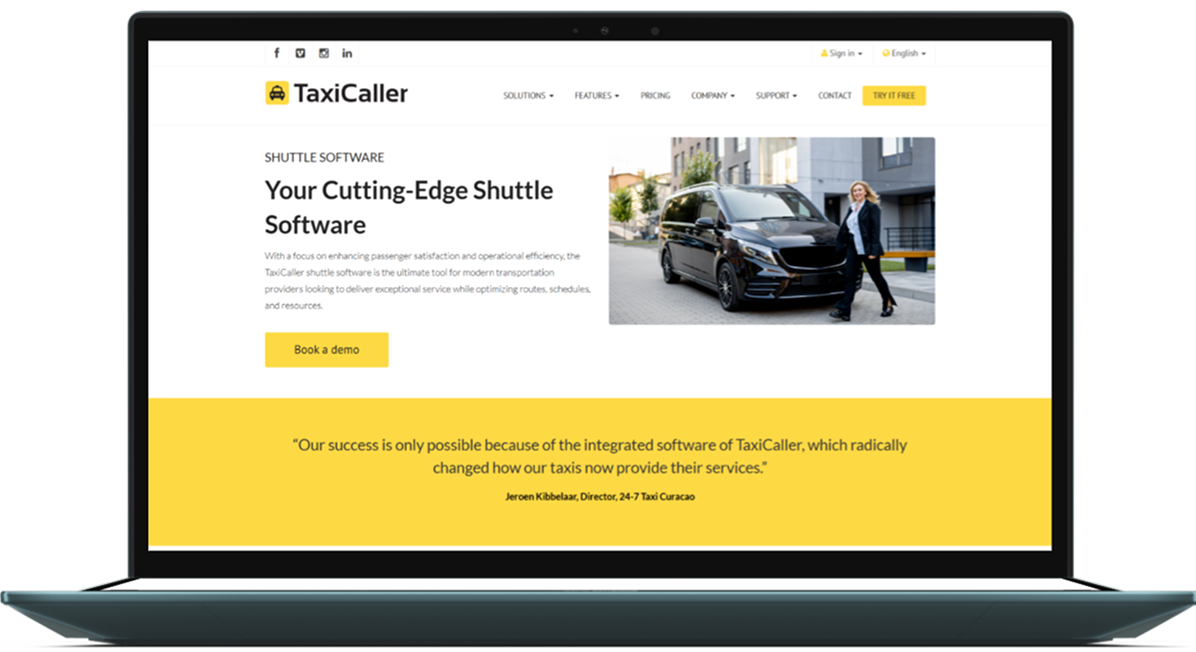 Sign in
English
TaxiCaller
SOLUTIONS
FEATURES
PRICING
COMPANY
SUPPORT
CONTACT
TRY IT FREE
SHUTTLE SOFTWARE
Your Cutting-Edge Shuttle
Software
With a focus on enhancing passenger satisfaction and operational efficiency, the
TaxiCaller shuttle software is the ultimate tool for modern transportation
providers looking to deliver exceptional service while optimizing routes, schedules,
and resources.
Book a demo
“Our success is only possible because of the integrated software of TaxiCaller, which radically
changed how our taxis now provide their services.”
Jeroen Kibbelaar, Director, 24-7 Taxi Curacao